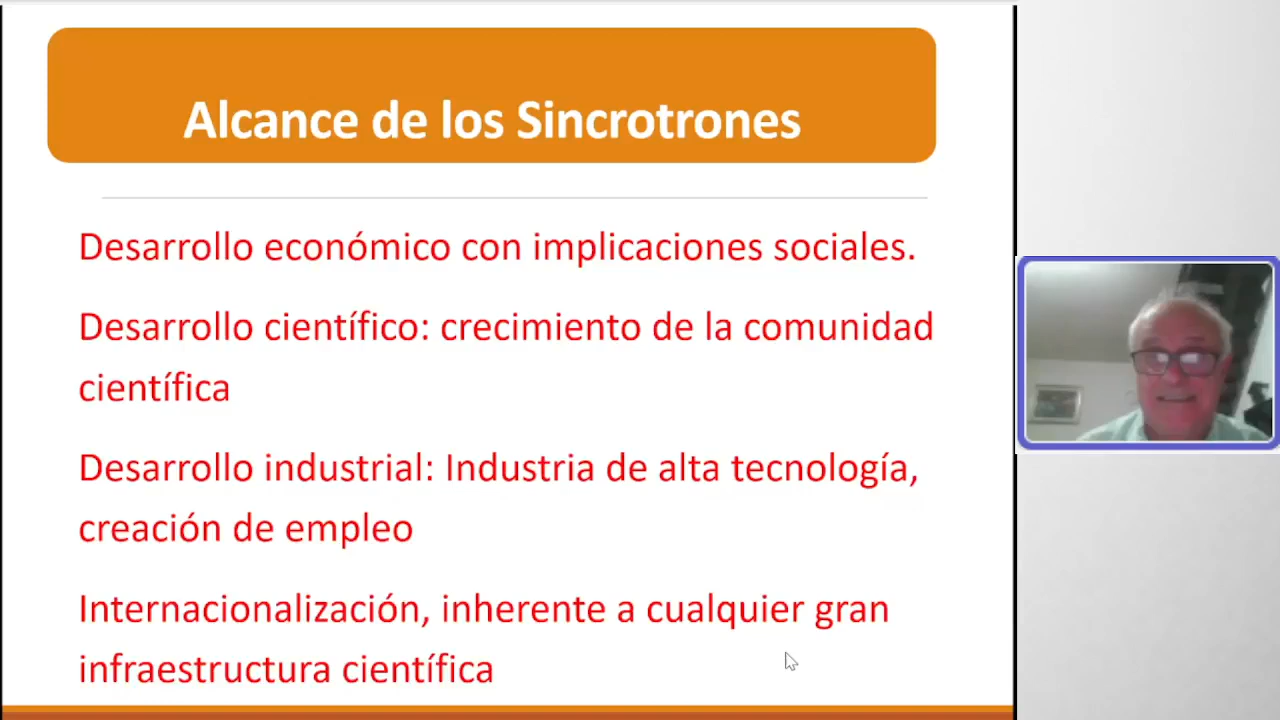 Alcance de los Sincrotrones
Desarrollo económico con implicaciones sociales.
Desarrollo científico: crecimiento de la comunidad
científica
Desarrollo industrial: Industria de alta tecnología,
creación de empleo
Internacionalización, inherente a cualquier gran
infraestructura científica